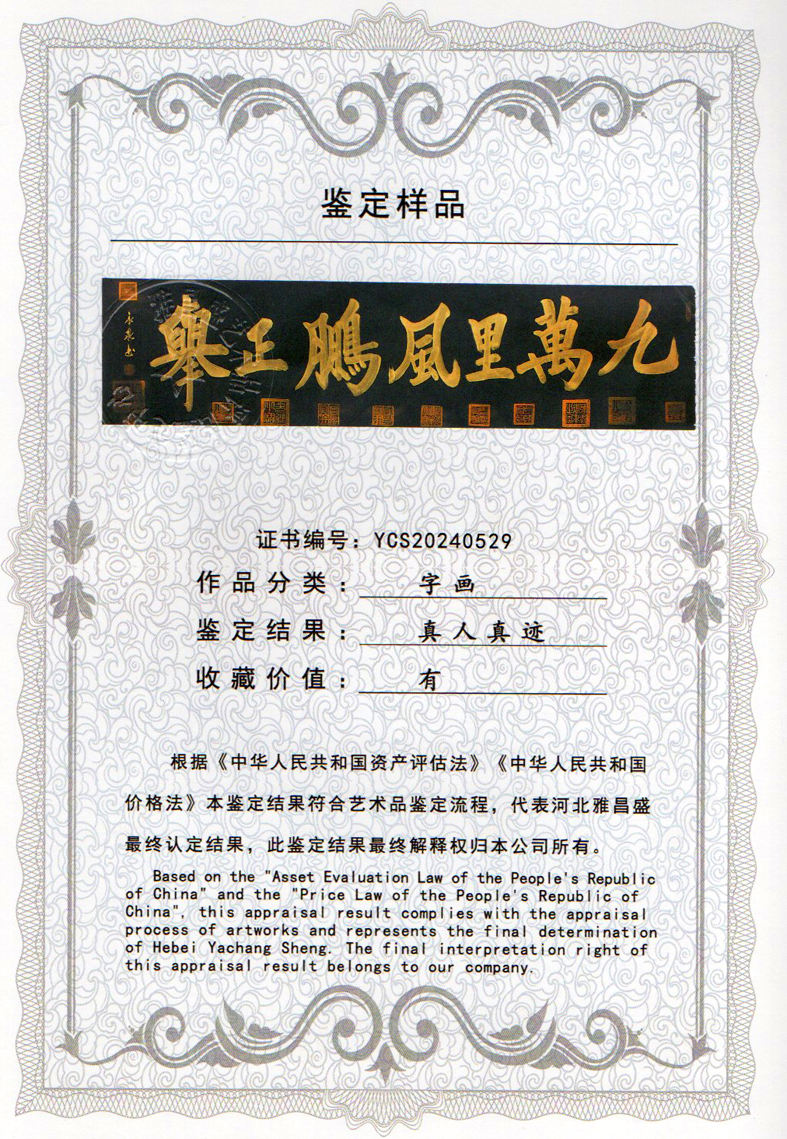 鉴定样品
九萬里風鵬正舉
证书编号：YCS20240529
作品分类：字画
鉴定结果：真人真迹
收藏价值：有
根据《中华人民共和国资产评估法》《中华人民共和国
价格法》本鉴定结果符合艺术品鉴定流程，代表河北雅昌盛
最终认定结果，此鉴定结果最终解释权归本公司所有。
Based on the "Asset Evaluation Law of the People's Republic
of China" and the "Price Law of the People's Republic of
China", this appraisal result complies with the appraisal
process of artworks and represents the final determination
of Hebei Yachang Sheng. The final interpretation right of
this appraisal result belongs to our company.